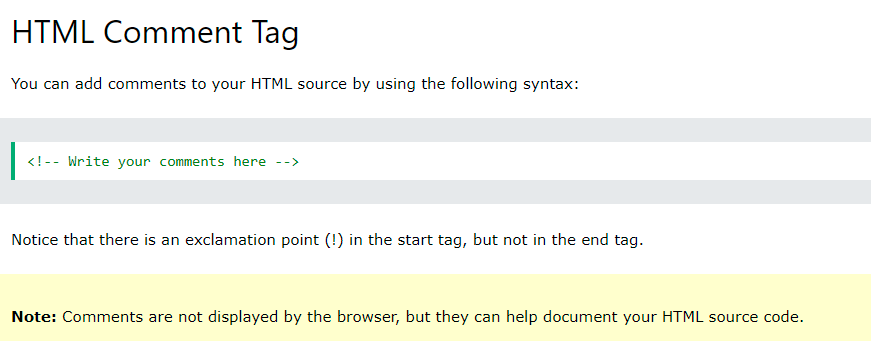 HTML Comment Tag
You can add comments to your HTML source by using the following syntax:
<!-- Write your comments here -->
Notice that there is an exclamation point (!) in the start tag, but not in the end tag.
Note: Comments are not displayed by the browser, but they can help document your HTML source code.